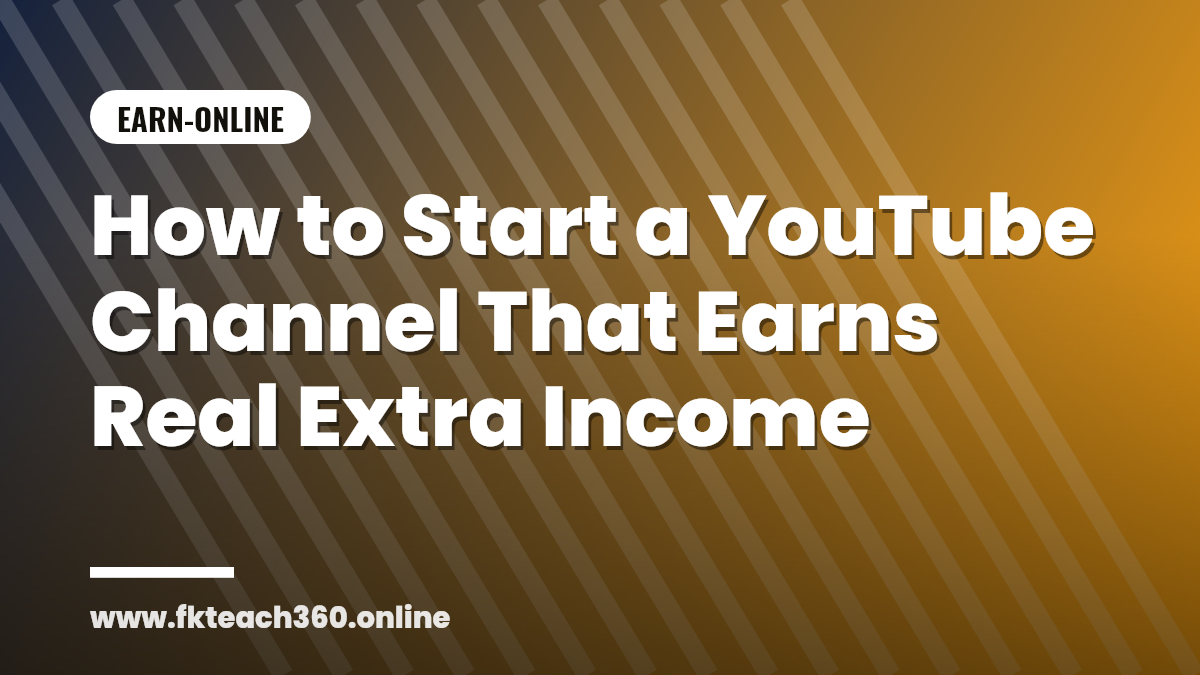 EARN-ONLINE
How to Start a YouTube
Channel That Earns
Real Extra Income
www.fkteach360.online